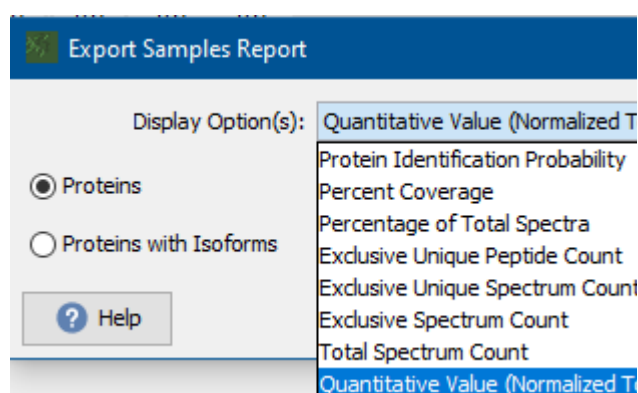 Export Samples Report
Display Option(s): Quantitative Value (Normalized
Protein Identification Probability
Proteins
Percent Coverage
Percentage of Total Spectra
Proteins with Isoforms
Exclusive Unique Peptide Count
Exclusive Unique Spectrum Count
Help
Exclusive Spectrum Count
Total Spectrum Count
Quantitative Value (Normalized